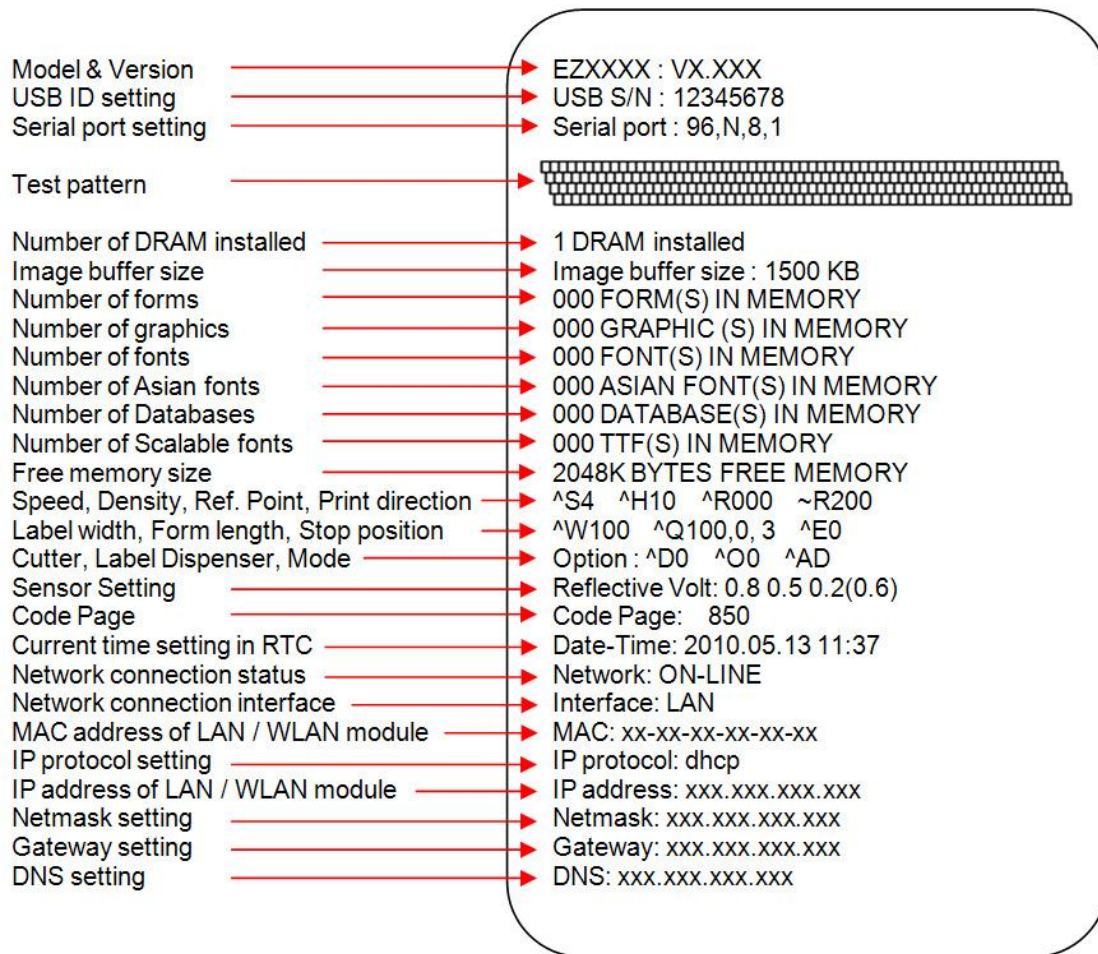 Model & Version EZXXXX : VX.XXX
USB ID setting USB S/N : 12345678
Serial port setting Serial port : 96,N,8,1
Test pattern
Number of DRAM installed 1 DRAM installed
Image buffer size Image buffer size : 1500 KB
Number of forms 000 FORM(S) IN MEMORY
Number of graphics 000 GRAPHIC (S) IN MEMORY
Number of fonts 000 FONT(S) IN MEMORY
Number of Asian fonts 000 ASIAN FONT(S) IN MEMORY
Number of Databases 000 DATABASE(S) IN MEMORY
Number of Scalable fonts 000 TTF(S) IN MEMORY
Free memory size 2048K BYTES FREE MEMORY
Speed, Density, Ref. Point, Print direction ^S4 ^H10 ^R000 ~R200
Label width, Form length, Stop position ^W100 ^Q100,0, 3 ^E0
Cutter, Label Dispenser, Mode Option : ^D0 ^O0 ^AD
Sensor Setting Reflective Volt: 0.8 0.5 0.2(0.6)
Code Page Code Page: 850
Current time setting in RTC Date-Time: 2010.05.13 11:37
Network connection status Network: ON-LINE
Network connection interface Interface: LAN
MAC address of LAN / WLAN module MAC: xx-xx-xx-xx-xx-xx
IP protocol setting IP protocol: dhcp
IP address of LAN / WLAN module IP address: xxx.xxx.xxx.xxx
Netmask setting Netmask: xxx.xxx.xxx.xxx
Gateway setting Gateway: xxx.xxx.xxx.xxx
DNS setting DNS: xxx.xxx.xxx.xxx